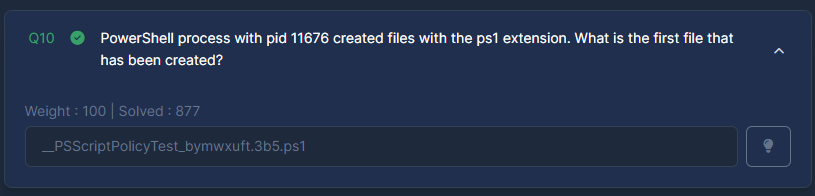 Q10 PowerShell process with pid 11676 created files with the ps1 extension. What is the first file that
has been created?
Weight : 100 | Solved : 877
__PSScriptPolicyTest_bymwxuft.3b5.ps1